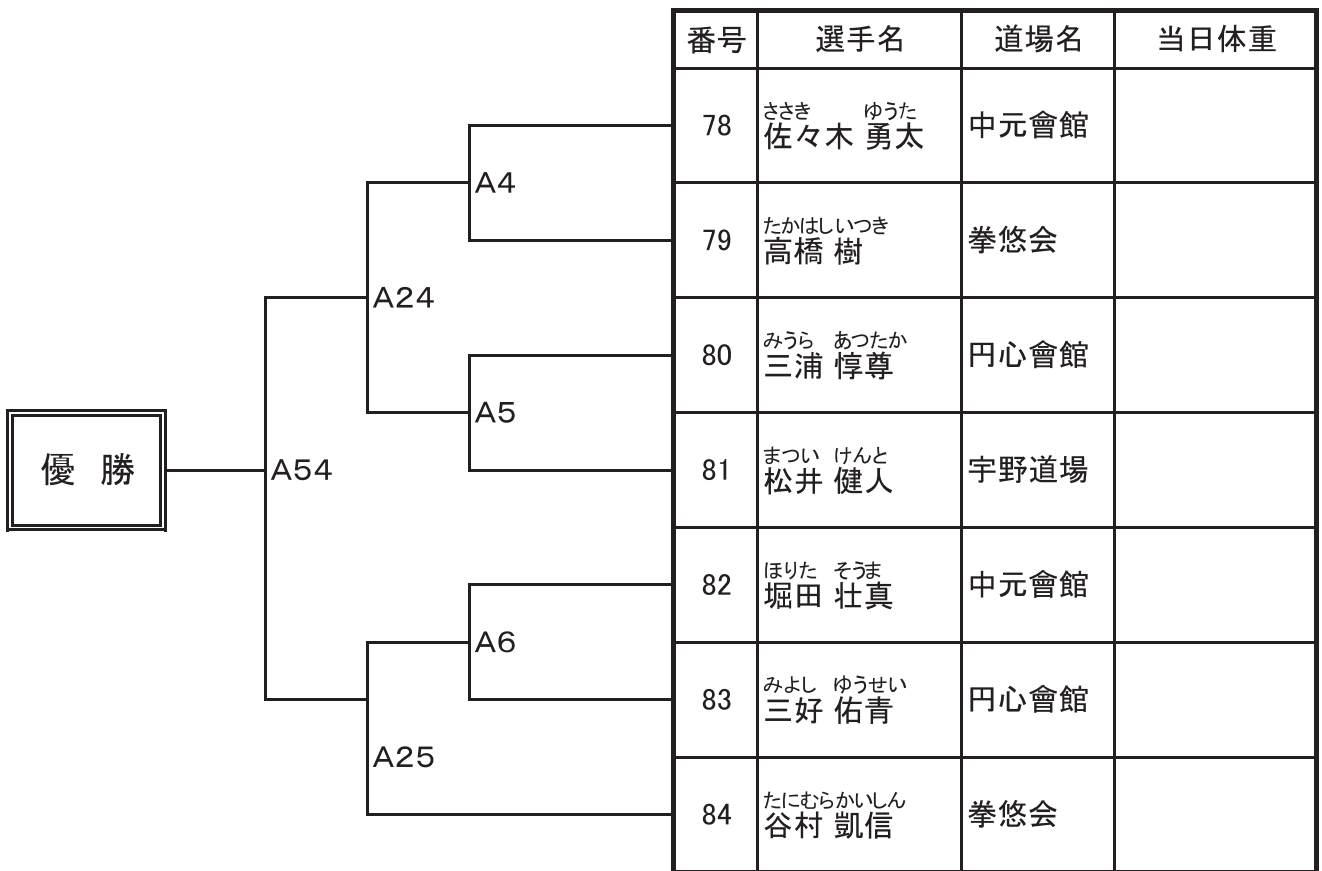 番号 選手名 道場名 当日体重
ささき ゆうた
78 佐々木 勇太 中元會館
A4
たかはしいつき
79 高橋 樹 拳悠会
A24
みうら あつたか
80 三浦 惇尊 円心會館
A5
まつい けんと
81 松井 健人 宇野道場
優 勝
A54
ほりた そうま
82 堀田 壮真 中元會館
A6
みよし ゆうせい
83 三好 佑青 円心會館
A25
たにむらかいしん
84 谷村 凱信 拳悠会